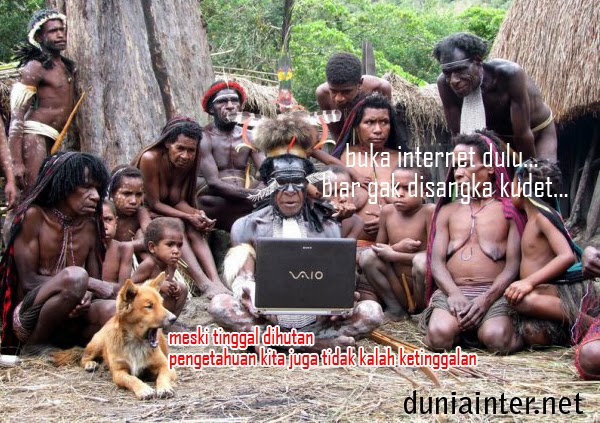 buka internet dulu...
biar gak disangka kudet...
VAIO
meski tinggal dihutan
pengetahuan kita juga tidak kalah ketinggalan
duniainter.net